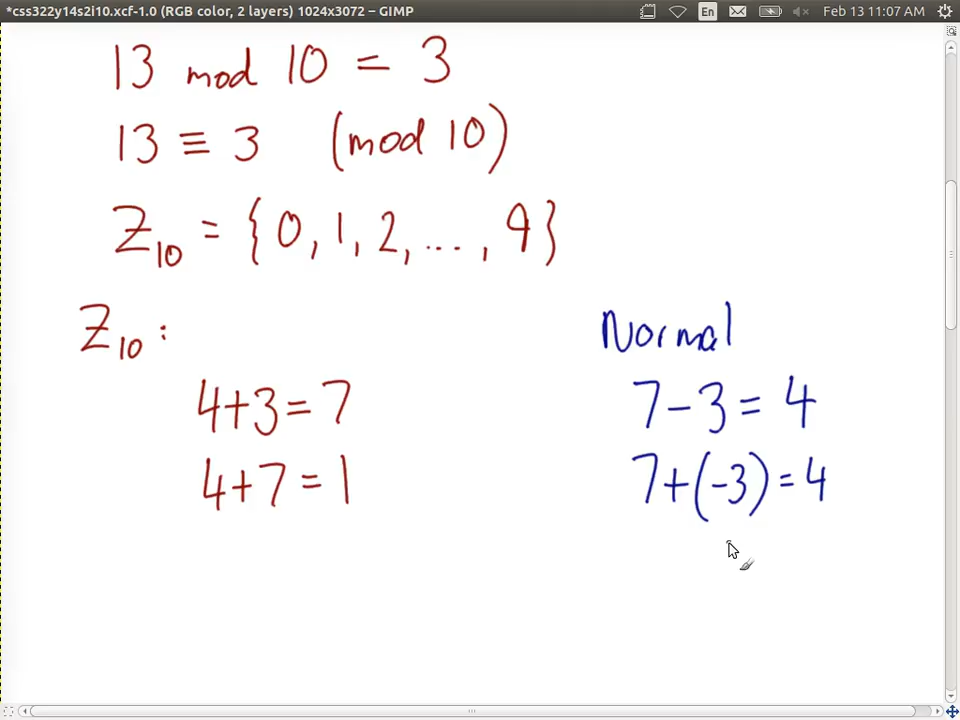 *css322y14s2i10.xcf-1.0 (RGB color, 2 layers) 1024x3072 – GIMP
En
Feb 13 11:07 AM
13 mod 10 = 3
13 ≡ 3 (mod 10)
Z10 = {0, 1, 2, ..., 9}
Z10 :
4+3=7
4+7=1
Normal
7-3=4
7+(-3)=4